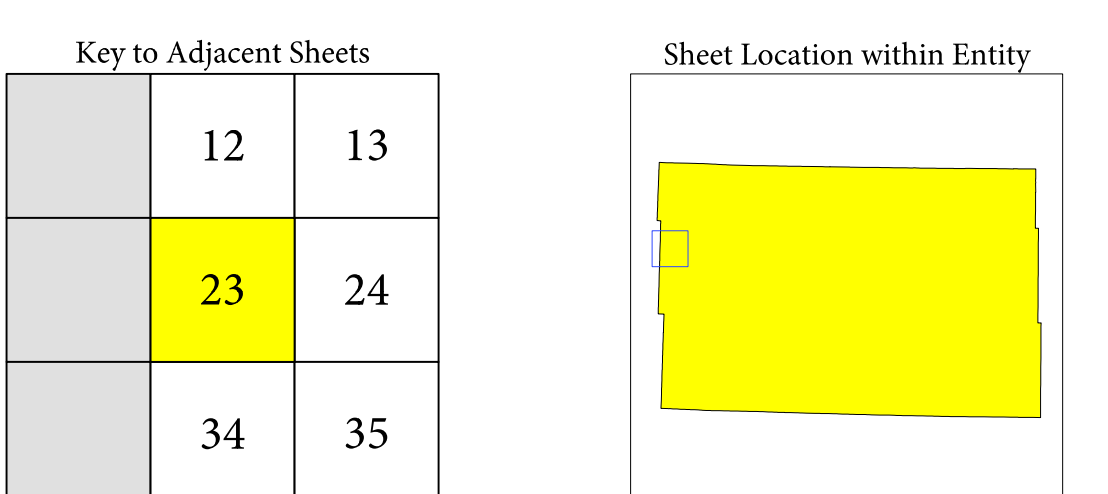 Key to Adjacent Sheets
Sheet Location within Entity
12 13
23 24
34 35